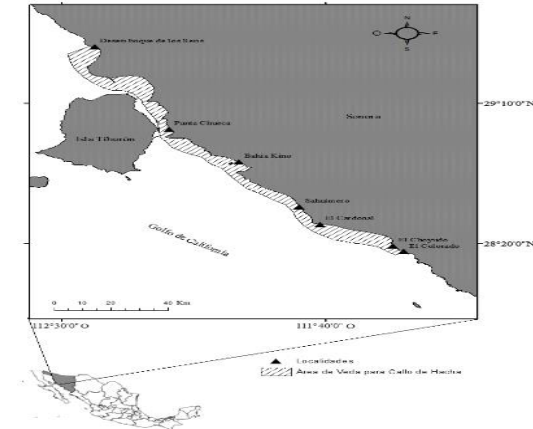 Desemboque de los Seris
N
O E
S
29°10'0"N
Punta Chueca
Sonora
Isla Tiburón
Bahía Kino
Sahuimaro
El Cardonal
Golfo de California
El Choyudo
El Colorado
28°20'0"N
0 10 20 40 Km
112°30'0" O
111°40'0" O
Localidades
Área de Veda para Callo de Hacha